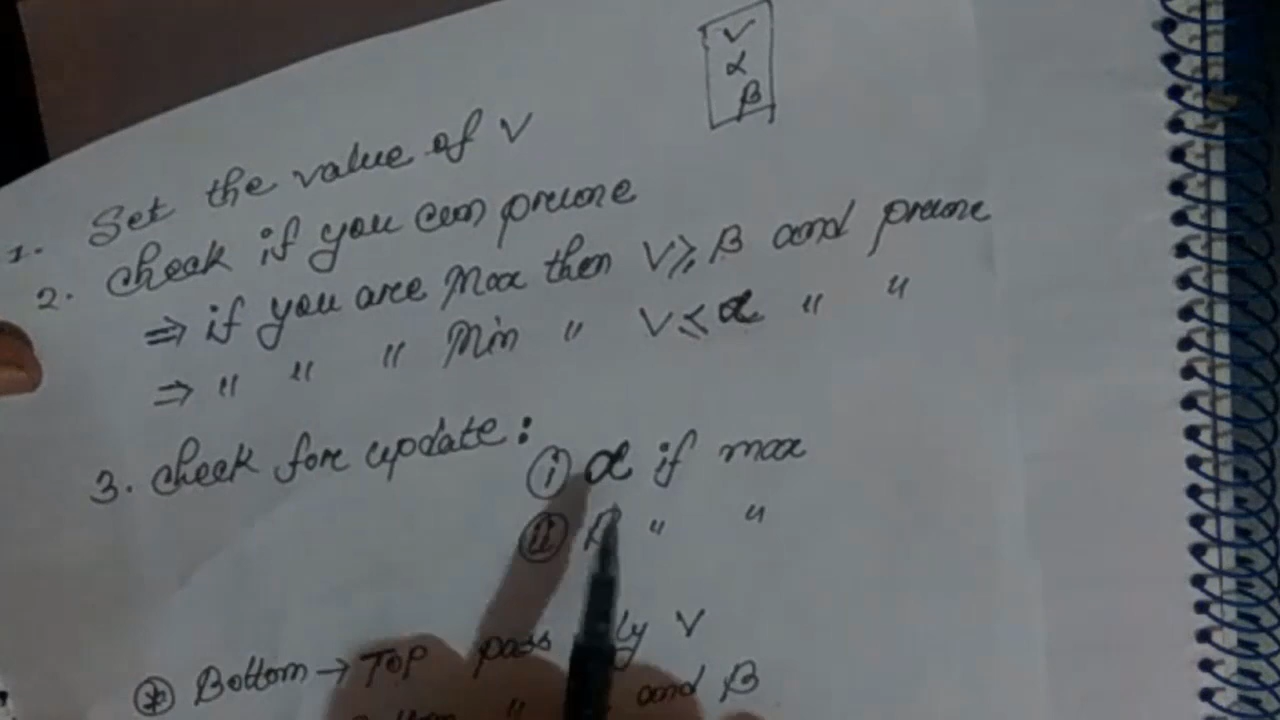 V
α
β
1. Set the value of V
2. check if you can prune
⇒ if you are Max then V ≥ β and prune
⇒ " " " Min " V ≤ α " "
3. check for update:
(i) α if max
(ii) β " "
* Bottom → TOP pass V
" and β